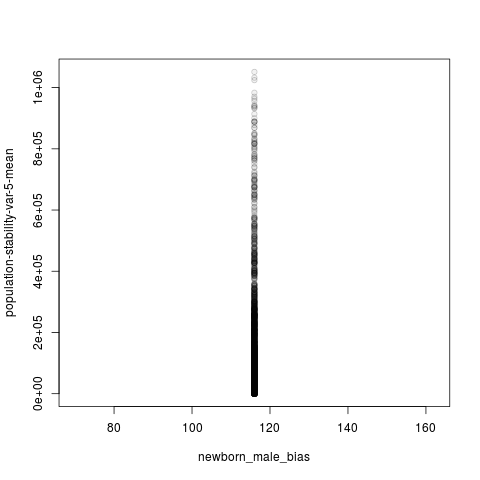 population-stability-var-5-mean
1e+06
8e+05
6e+05
4e+05
2e+05
0e+00
80
100
120
140
160
newborn_male_bias